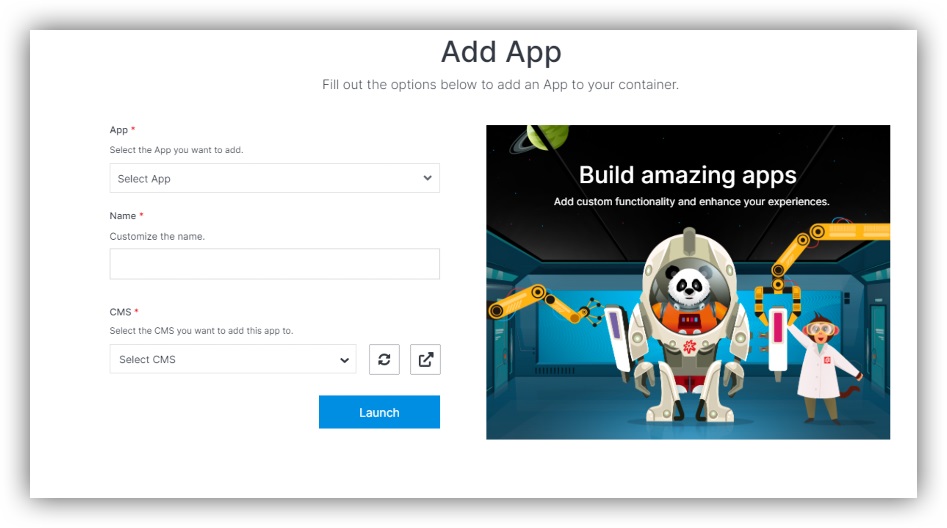 Add App
Fill out the options below to add an App to your container.
App *
Select the App you want to add.
Select App
Name *
Customize the name.
CMS *
Select the CMS you want to add this app to.
Select CMS
Launch
Build amazing apps
Add custom functionality and enhance your experiences.